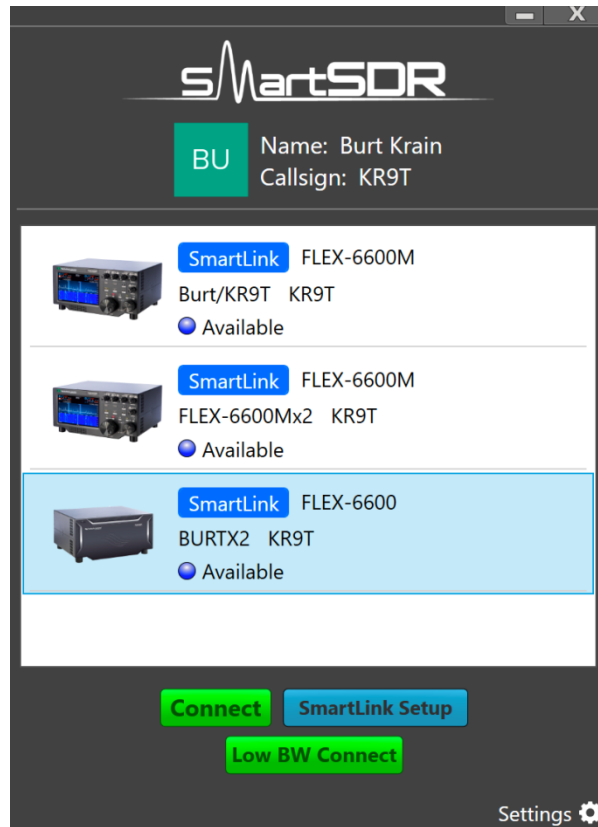 X
smartSDR
BU
Name: Burt Krain
Callsign: KR9T
SmartLink FLEX-6600M
Burt/KR9T KR9T
Available
SmartLink FLEX-6600M
FLEX-6600Mx2 KR9T
Available
SmartLink FLEX-6600
BURTX2 KR9T
Available
Connect SmartLink Setup
Low BW Connect
Settings